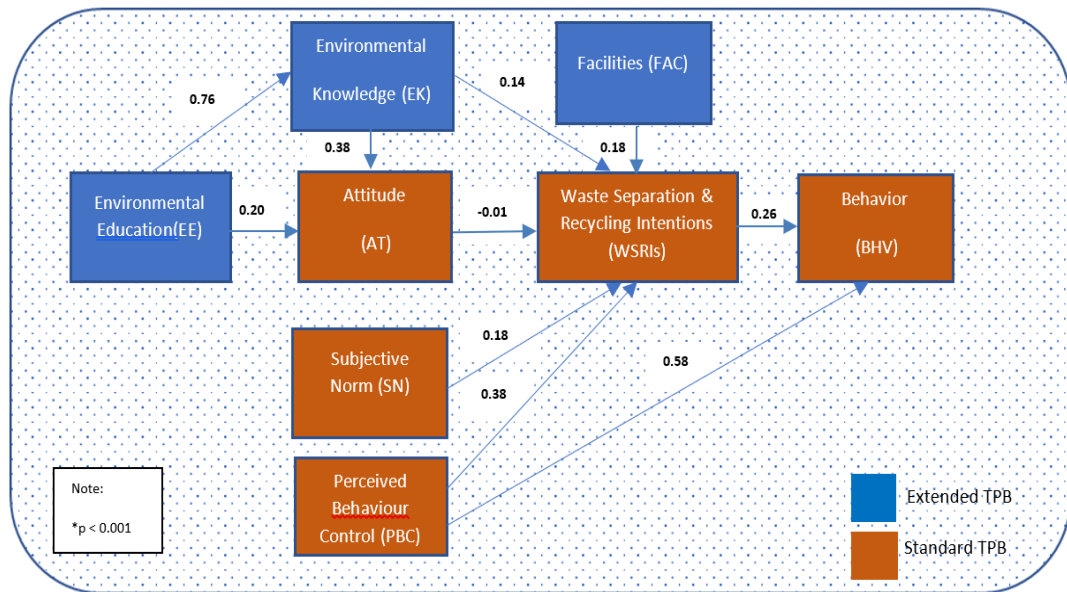 Environmental
Knowledge (EK)
Facilities (FAC)
0.76
0.14
0.38
0.18
Environmental
Education(EE)
0.20
Attitude
(AT)
-0.01
Waste Separation &
Recycling Intentions
(WSRIs)
0.26
Behavior
(BHV)
Subjective
Norm (SN)
0.18
0.38
0.58
Perceived
Behaviour
Control (PBC)
Note:
*p < 0.001
Extended TPB
Standard TPB